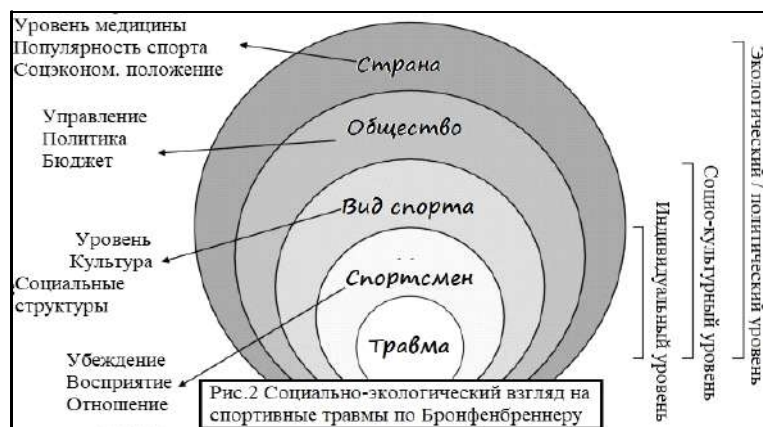 Уровень медицины
Популярность спорта
Соцэконом. положение
Страна
Управление
Политика
Бюджет
Общество
Вид спорта
Уровень
Культура
Социальные
структуры
Спортсмен
Травма
Убеждение
Восприятие
Отношение
Индивидуальный уровень
Социо-культурный уровень
Экологический / политический уровень
Рис.2 Социально-экологический взгляд на
спортивные травмы по Бронфенбреннеру